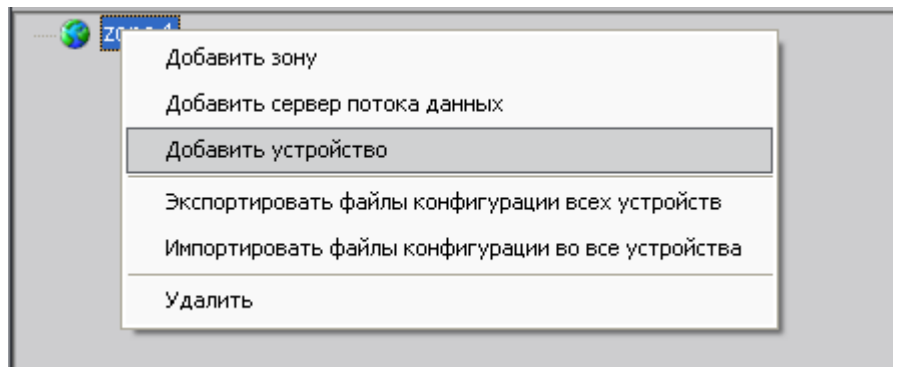 Добавить зону
Добавить сервер потока данных
Добавить устройство
Экспортировать файлы конфигурации всех устройств
Импортировать файлы конфигурации во все устройства
Удалить